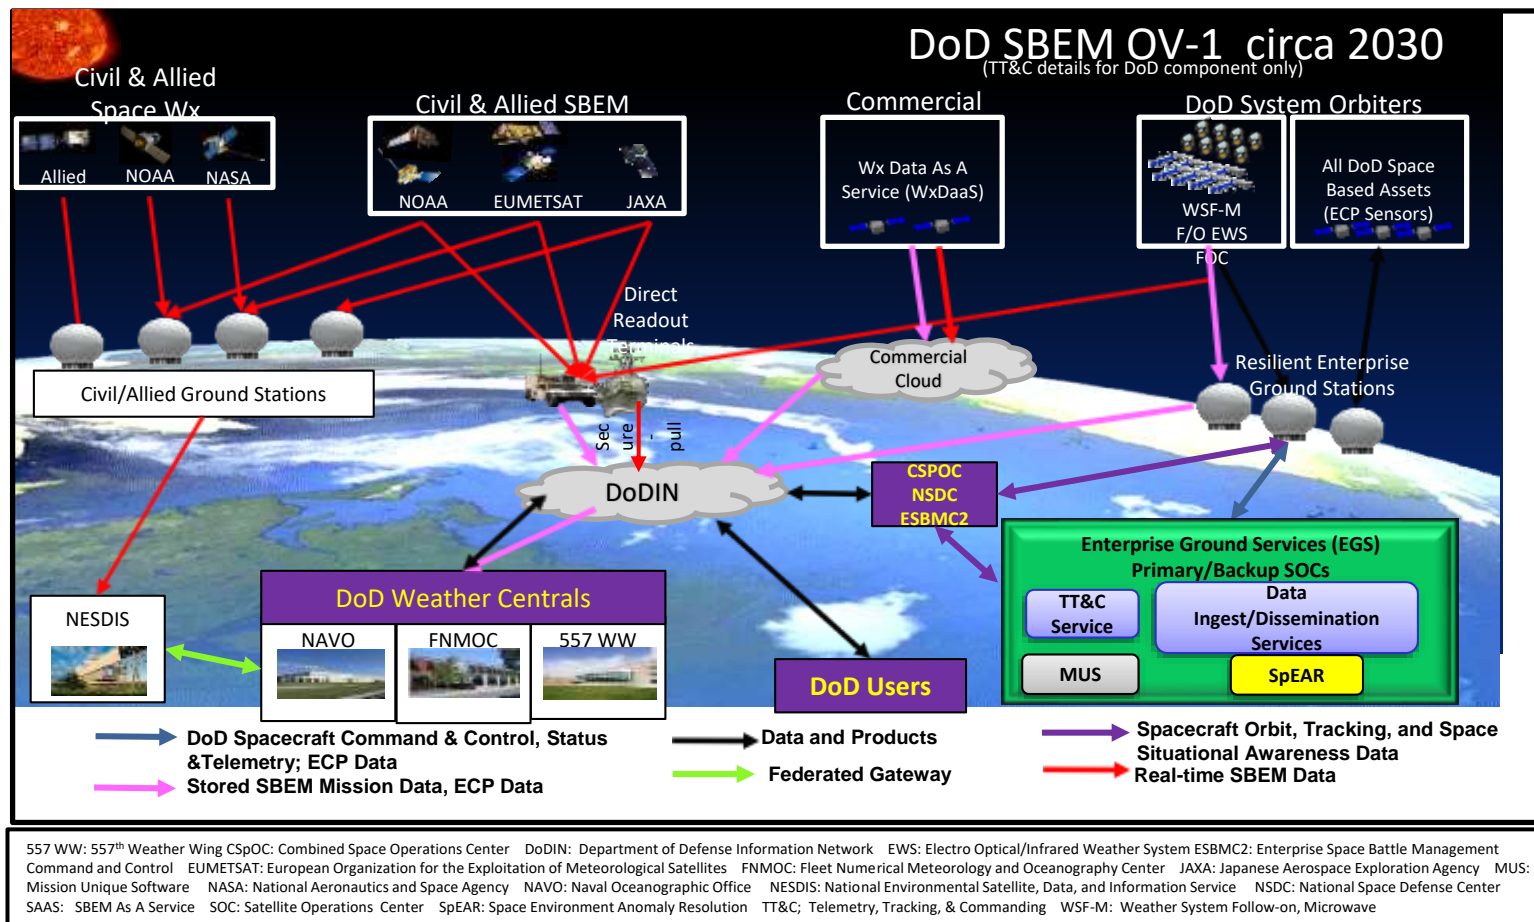 DoD SBEM OV-1 circa 2030
(TT&C details for DoD component only)
Civil & Allied
Space Wx
Allied
NOAA
NASA
Civil & Allied SBEM
NOAA
EUMETSAT
JAXA
Commercial
Wx Data As A
Service (WxDaaS)
DoD System Orbiters
WSF-M
F/O EWS
FOC
All DoD Space
Based Assets
(ECP Sensors)
Direct
Readout
Terminals
Commercial
Cloud
Resilient Enterprise
Ground Stations
Civil/Allied Ground Stations
Sec
ure
-
pull
DoDIN
CSPOC
NSDC
ESBMC2
Enterprise Ground Services (EGS)
Primary/Backup SOCs
TT&C
Service
Data
Ingest/Dissemination
Services
MUS
SpEAR
NESDIS
DoD Weather Centrals
NAVO
FNMOC
557 WW
DoD Users
DoD Spacecraft Command & Control, Status
&Telemetry; ECP Data
Stored SBEM Mission Data, ECP Data
Data and Products
Federated Gateway
Spacecraft Orbit, Tracking, and Space
Situational Awareness Data
Real-time SBEM Data
557 WW: 557th Weather Wing CSpOC: Combined Space Operations Center DoDIN: Department of Defense Information Network EWS: Electro Optical/Infrared Weather System ESBMC2: Enterprise Space Battle Management
Command and Control EUMETSAT: European Organization for the Exploitation of Meteorological Satellites FNMOC: Fleet Numerical Meteorology and Oceanography Center JAXA: Japanese Aerospace Exploration Agency MUS:
Mission Unique Software NASA: National Aeronautics and Space Agency NAVO: Naval Oceanographic Office NESDIS: National Environmental Satellite, Data, and Information Service NSDC: National Space Defense Center
SAAS: SBEM As A Service SOC: Satellite Operations Center SpEAR: Space Environment Anomaly Resolution TT&C; Telemetry, Tracking, & Commanding WSF-M: Weather System Follow-on, Microwave